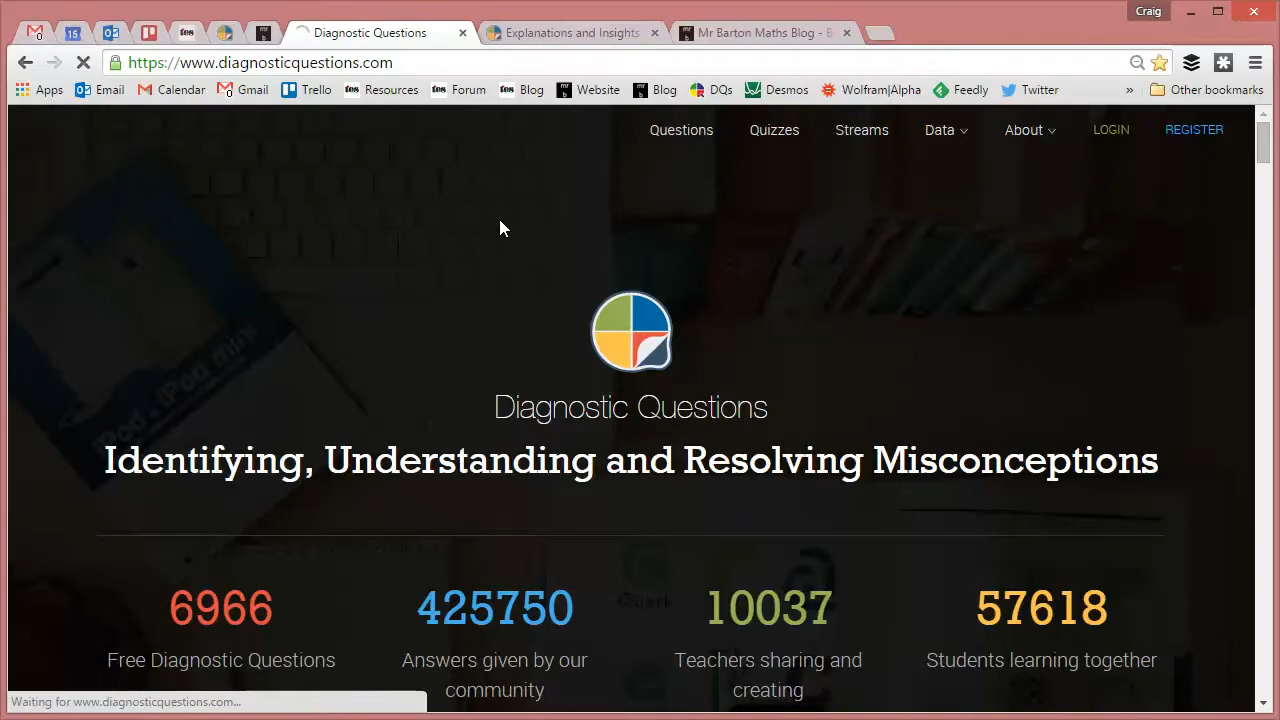 Craig
Diagnostic Questions
Explanations and Insights
Mr Barton Maths Blog - B
https://www.diagnosticquestions.com
Apps Email Calendar Gmail Trello Resources Forum Blog Website Blog DQs Desmos Wolfram|Alpha Feedly Twitter » Other bookmarks
Questions Quizzes Streams Data About LOGIN REGISTER
iPod + iPod mini
Diagnostic Questions
Identifying, Understanding and Resolving Misconceptions
6966 425750 10037 57618
Free Diagnostic Questions Answers given by our Teachers sharing and Students learning together
community creating
Waiting for www.diagnosticquestions.com...